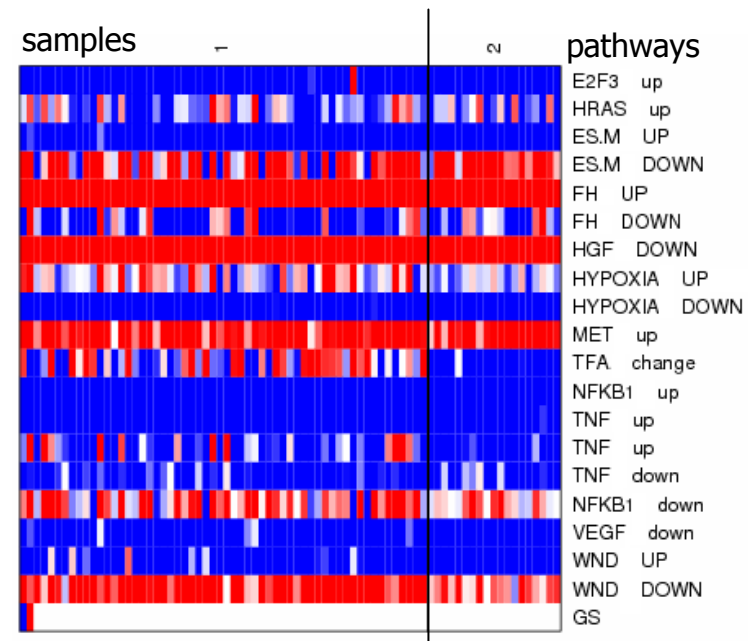 samples 1 2 pathways
E2F3 up
HRAS up
ES.M UP
ES.M DOWN
FH UP
FH DOWN
HGF DOWN
HYPOXIA UP
HYPOXIA DOWN
MET up
TFA change
NFKB1 up
TNF up
TNF up
TNF down
NFKB1 down
VEGF down
WND UP
WND DOWN
GS